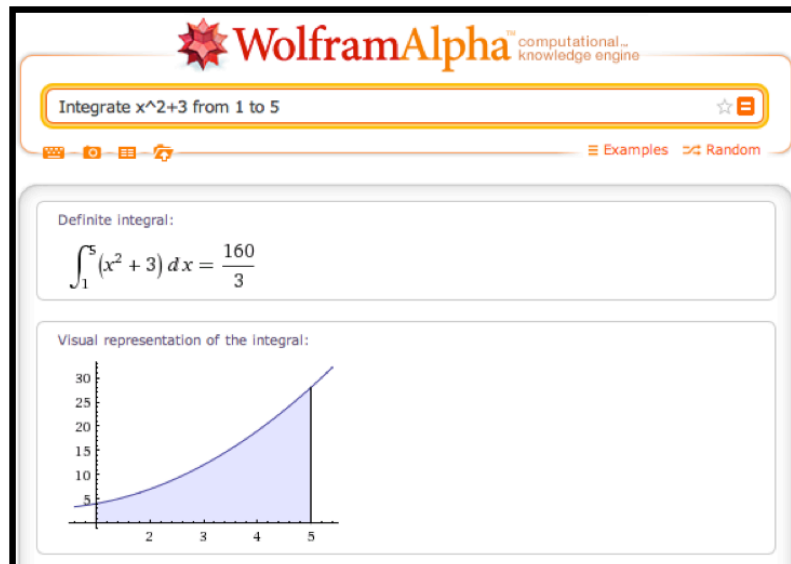 WolframAlpha™ computational..
knowledge engine
Integrate x^2+3 from 1 to 5
Examples Random
Definite integral:
∫₁⁵ (x² + 3) dx = 160/3
Visual representation of the integral:
30
25
20
15
10
5
2 3 4 5